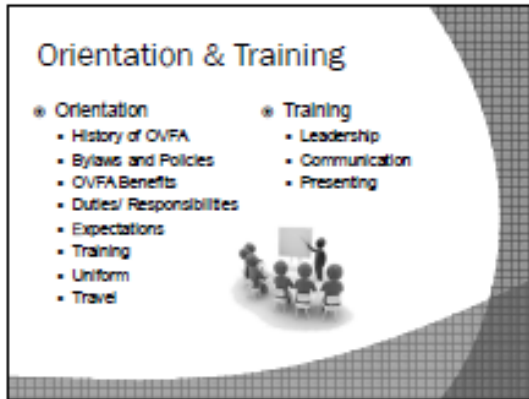 Orientation & Training
Orientation
History of OVFA
Bylaws and Policies
OVFA Benefits
Duties/ Responsibilities
Expectations
Training
Uniform
Travel
Training
Leadership
Communication
Presenting